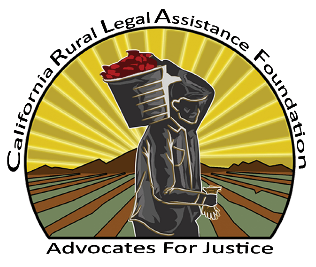 California Rural Legal Assistance Foundation
Advocates For Justice